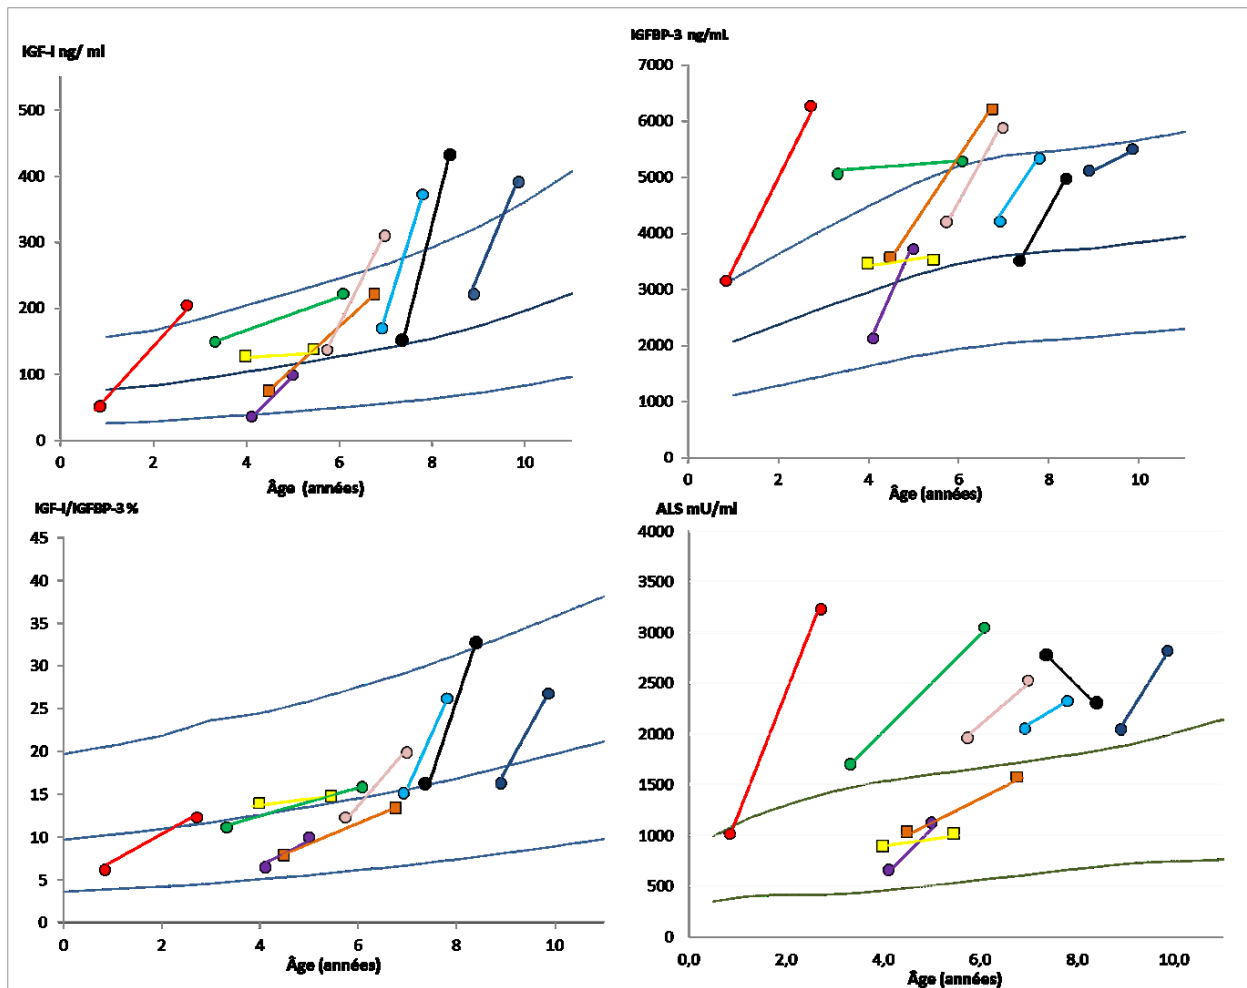 IGF-I ng/ ml
500
400
300
200
100
0
0 2 4 6 8 10
Âge (années)
IGFBP-3 ng/mL
7000
6000
5000
4000
3000
2000
1000
0
0 2 4 6 8 10
Âge (années)
IGF-I/IGFBP-3 %
45
40
35
30
25
20
15
10
5
0
0 2 4 6 8 10
Âge (années)
ALS mU/ml
4000
3500
3000
2500
2000
1500
1000
500
0
0,0 2,0 4,0 6,0 8,0 10,0
Âge (années)